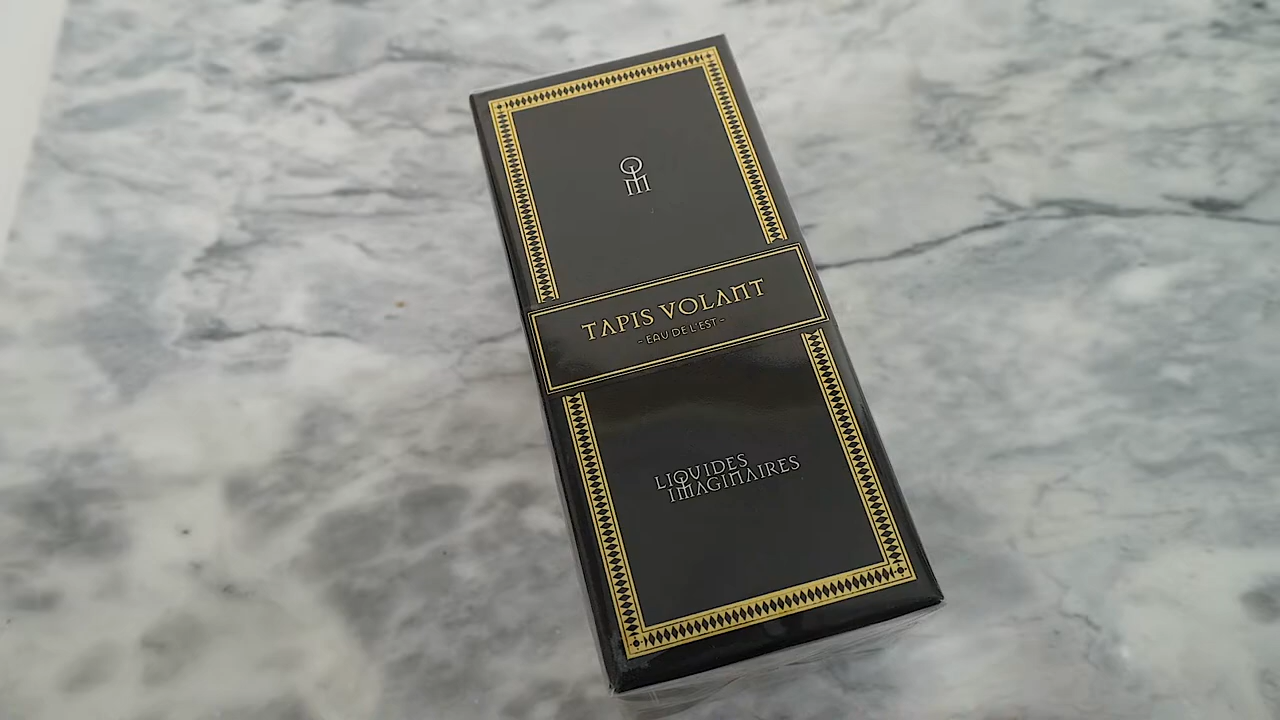 TAPIS VOLANT
- EAU DE L'EST -
LIQUIDES
IMAGINAIRES